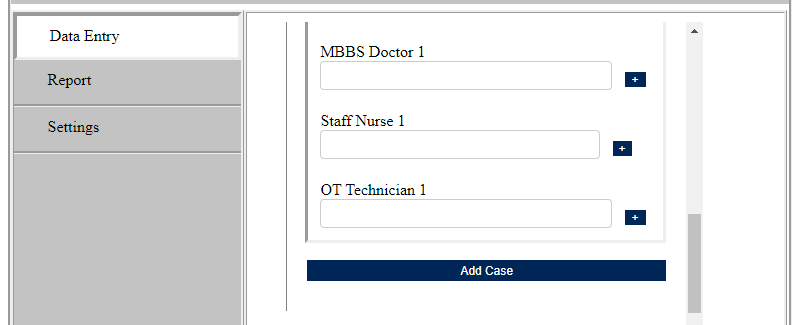 Data Entry
Report
Settings
MBBS Doctor 1
+
Staff Nurse 1
+
OT Technician 1
+
Add Case